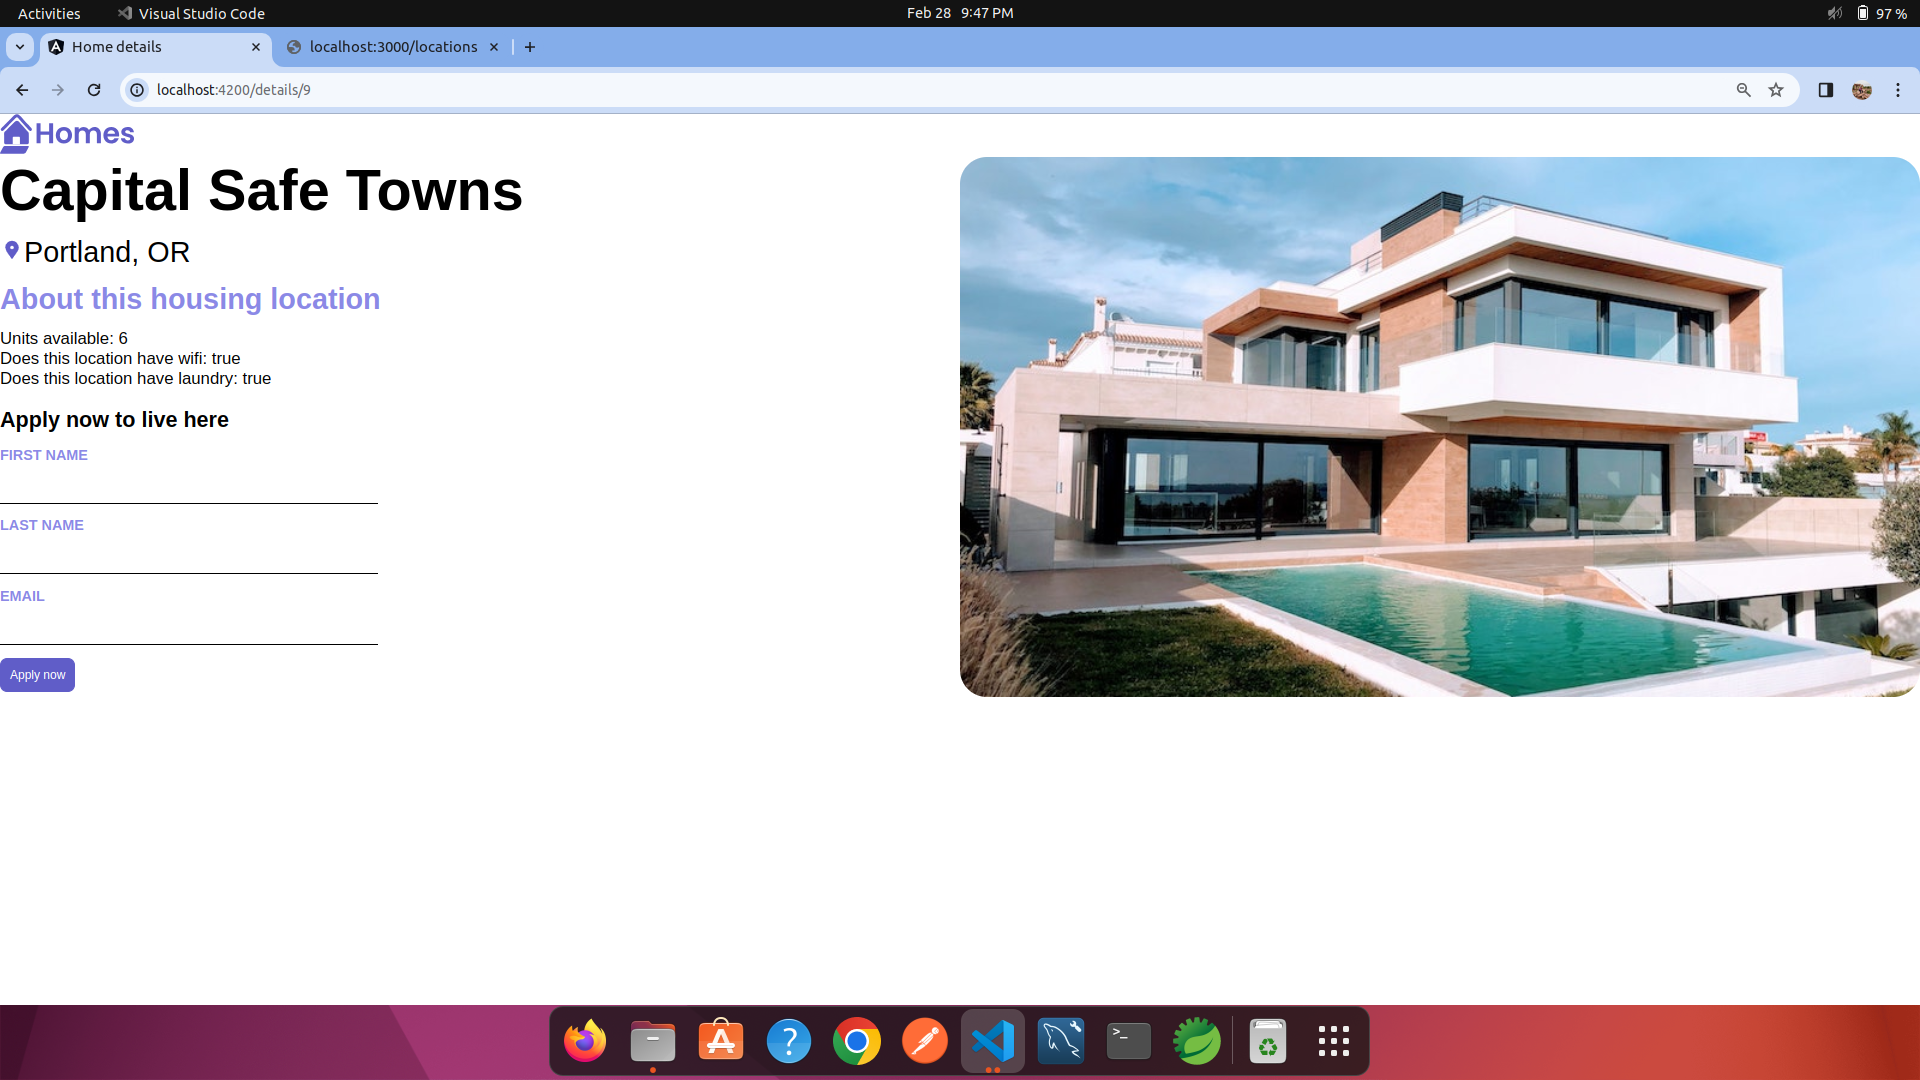 Activities
Visual Studio Code
Feb 28 9:47 PM
97 %
Home details
localhost:3000/locations
localhost:4200/details/9
Homes
Capital Safe Towns
Portland, OR
About this housing location
Units available: 6
Does this location have wifi: true
Does this location have laundry: true
Apply now to live here
FIRST NAME
LAST NAME
EMAIL
Apply now